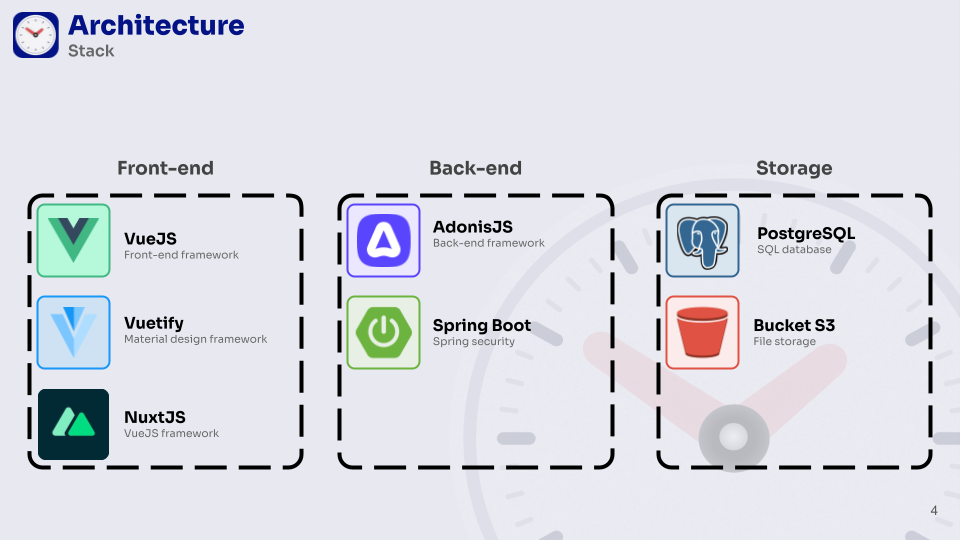 Architecture
Stack
Front-end
VueJS
Front-end framework
Vuetify
Material design framework
NuxtJS
VueJS framework
Back-end
AdonisJS
Back-end framework
Spring Boot
Spring security
Storage
PostgreSQL
SQL database
Bucket S3
File storage
4